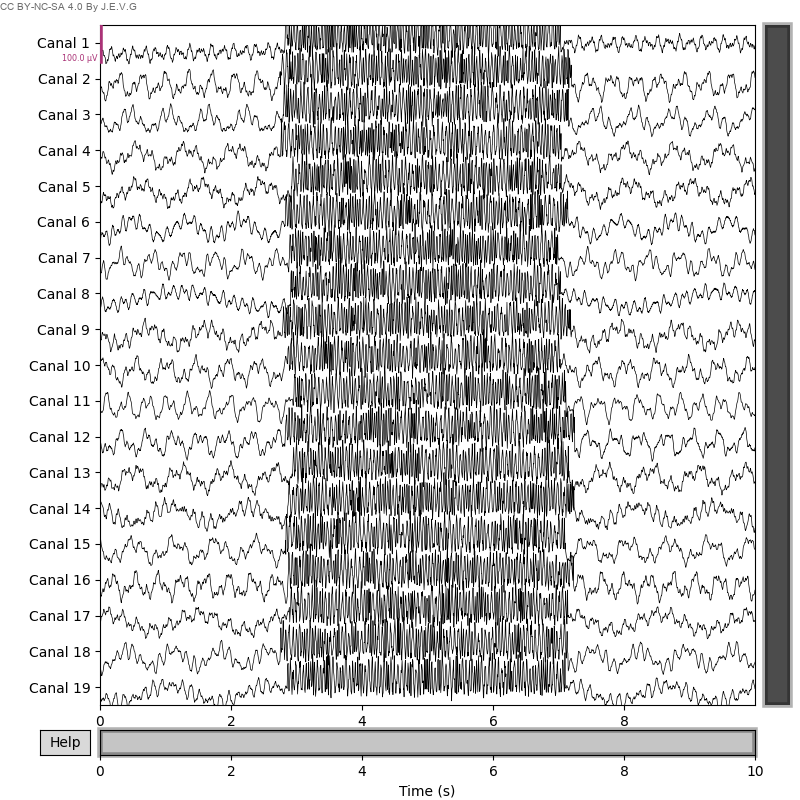 CC BY-NC-SA 4.0 By J.E.V.G
Canal 1
100.0 µV
Canal 2
Canal 3
Canal 4
Canal 5
Canal 6
Canal 7
Canal 8
Canal 9
Canal 10
Canal 11
Canal 12
Canal 13
Canal 14
Canal 15
Canal 16
Canal 17
Canal 18
Canal 19
0 2 4 6 8
Help
0 2 4 6 8 10
Time (s)